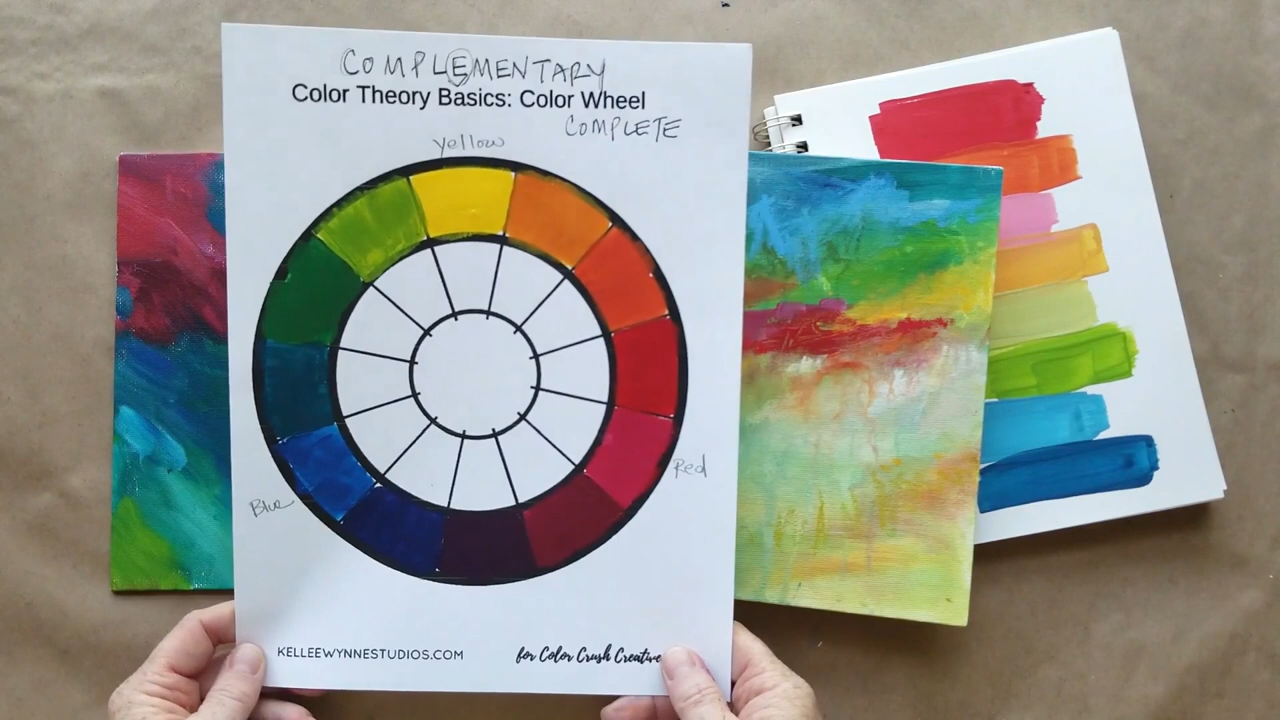 COMPLEMENTARY
Color Theory Basics: Color Wheel
COMPLETE
yellow
Red
Blue
KELLEEWYNNESTUDIOS.COM
for Color Crush Creative